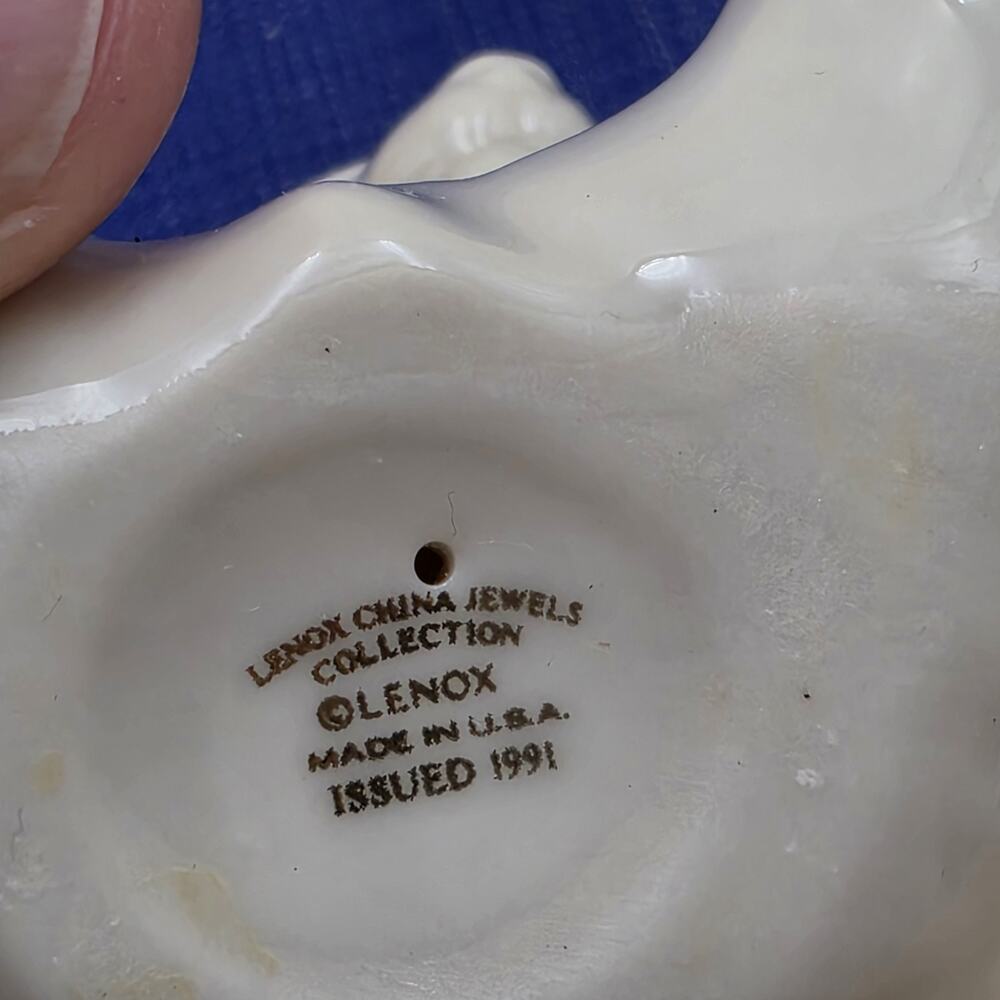 LENOX CHINA JEWELS
COLLECTION
©LENOX
MADE IN U.S.A.
ISSUED 1991